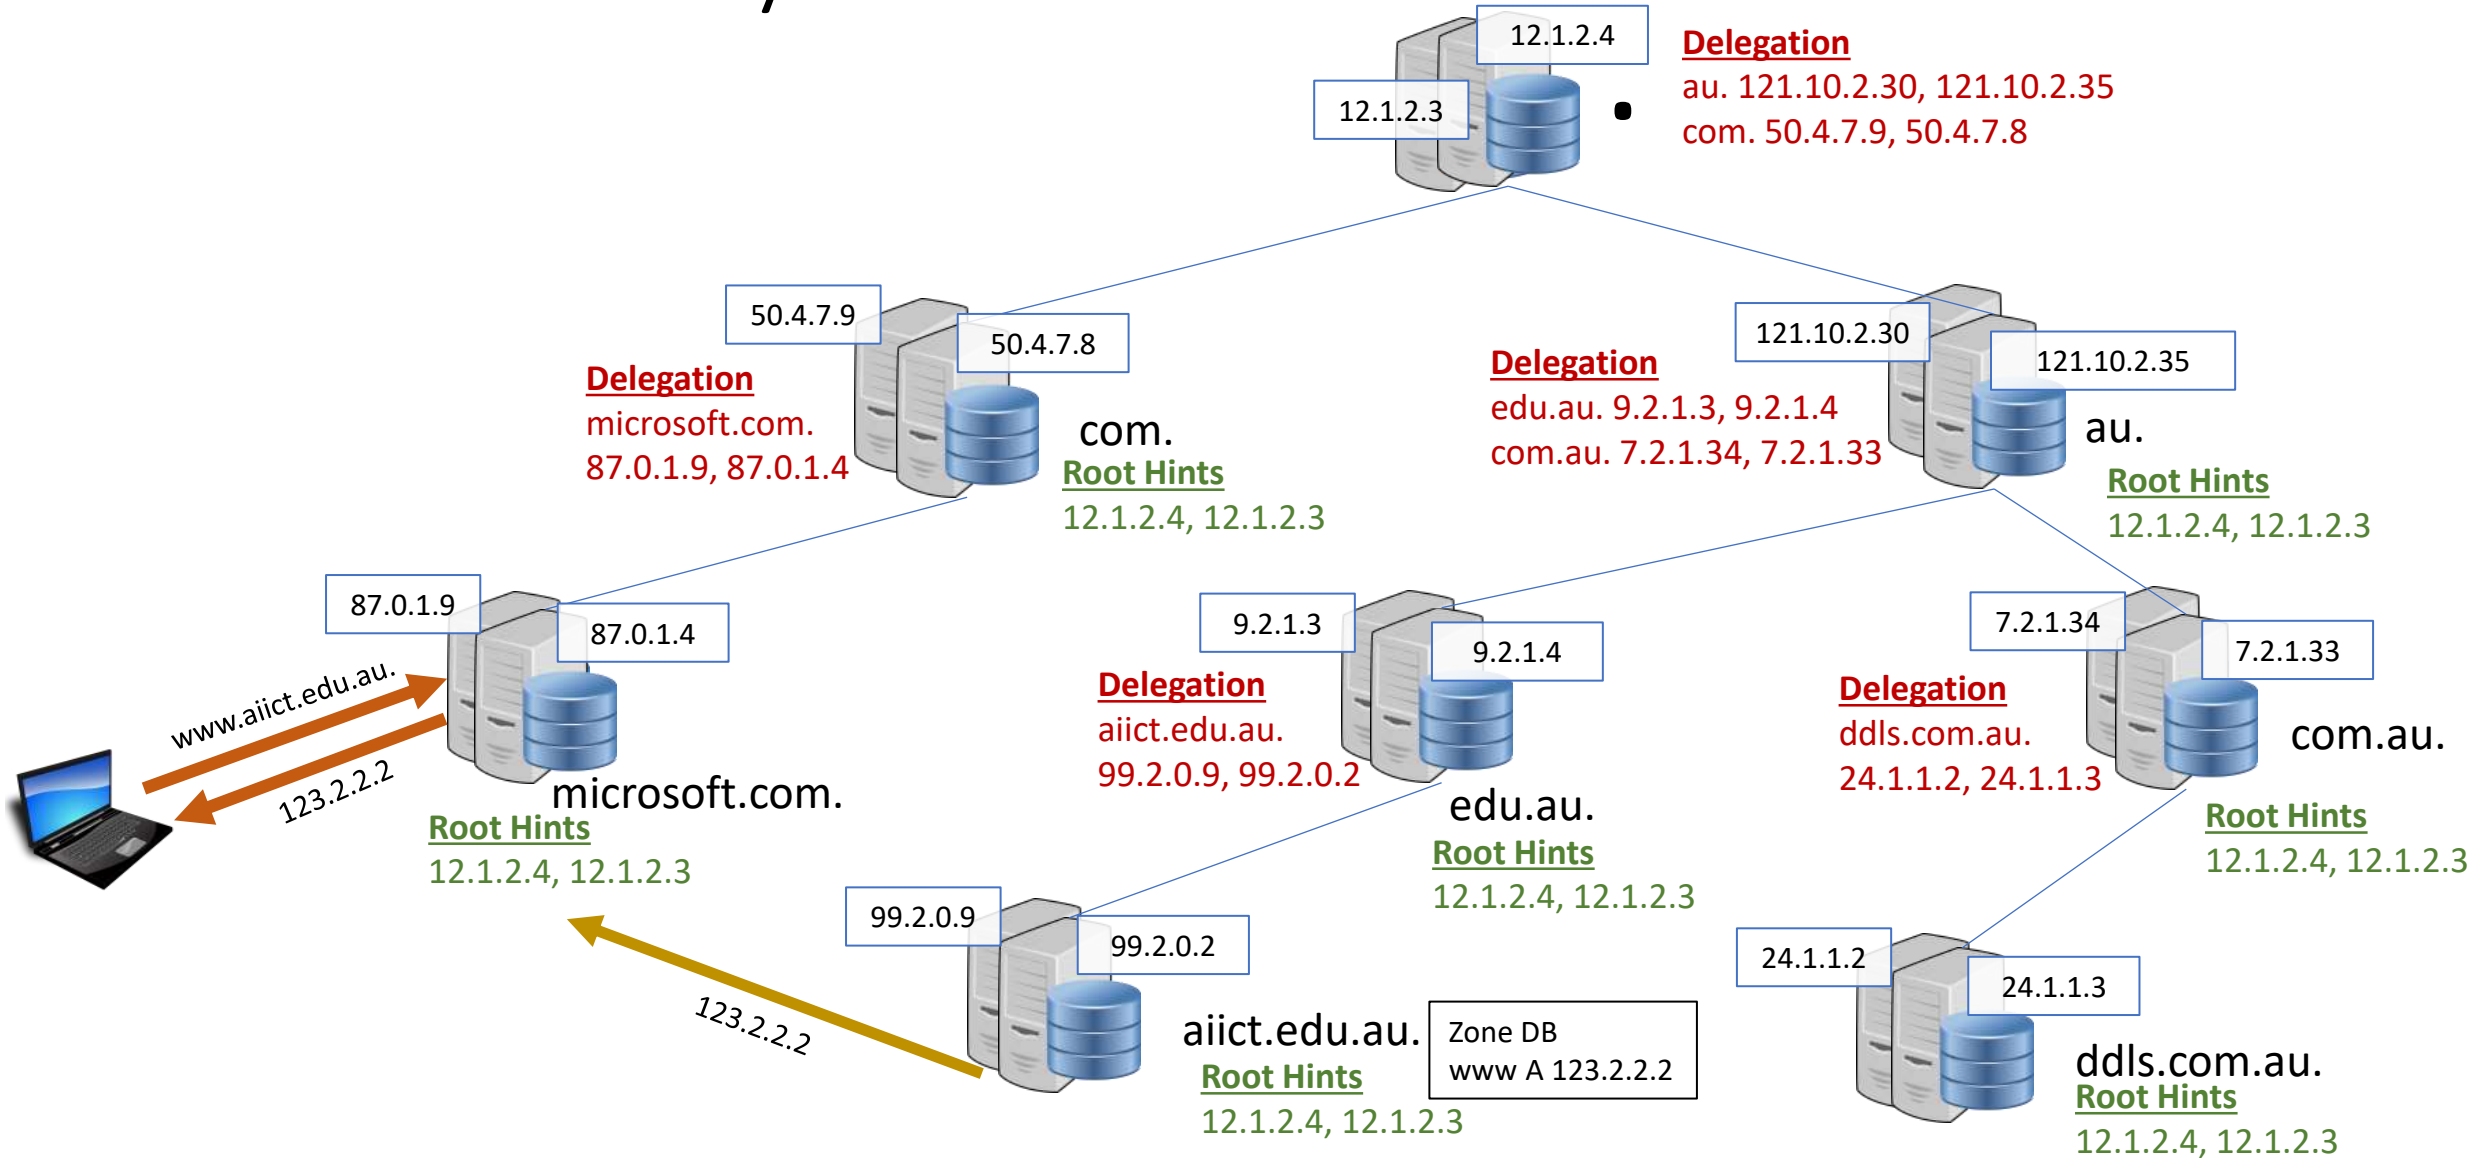 12.1.2.4
12.1.2.3
.
Delegation
au. 121.10.2.30, 121.10.2.35
com. 50.4.7.9, 50.4.7.8
50.4.7.9
50.4.7.8
Delegation
microsoft.com.
87.0.1.9, 87.0.1.4
com.
Root Hints
12.1.2.4, 12.1.2.3
121.10.2.30
121.10.2.35
Delegation
edu.au. 9.2.1.3, 9.2.1.4
com.au. 7.2.1.34, 7.2.1.33
au.
Root Hints
12.1.2.4, 12.1.2.3
87.0.1.9
87.0.1.4
www.aiict.edu.au.
123.2.2.2
microsoft.com.
Root Hints
12.1.2.4, 12.1.2.3
9.2.1.3
9.2.1.4
Delegation
aiict.edu.au.
99.2.0.9, 99.2.0.2
edu.au.
Root Hints
12.1.2.4, 12.1.2.3
7.2.1.34
7.2.1.33
Delegation
ddls.com.au.
24.1.1.2, 24.1.1.3
com.au.
Root Hints
12.1.2.4, 12.1.2.3
99.2.0.9
99.2.0.2
123.2.2.2
aiict.edu.au.
Root Hints
12.1.2.4, 12.1.2.3
Zone DB
www A 123.2.2.2
24.1.1.2
24.1.1.3
ddls.com.au.
Root Hints
12.1.2.4, 12.1.2.3